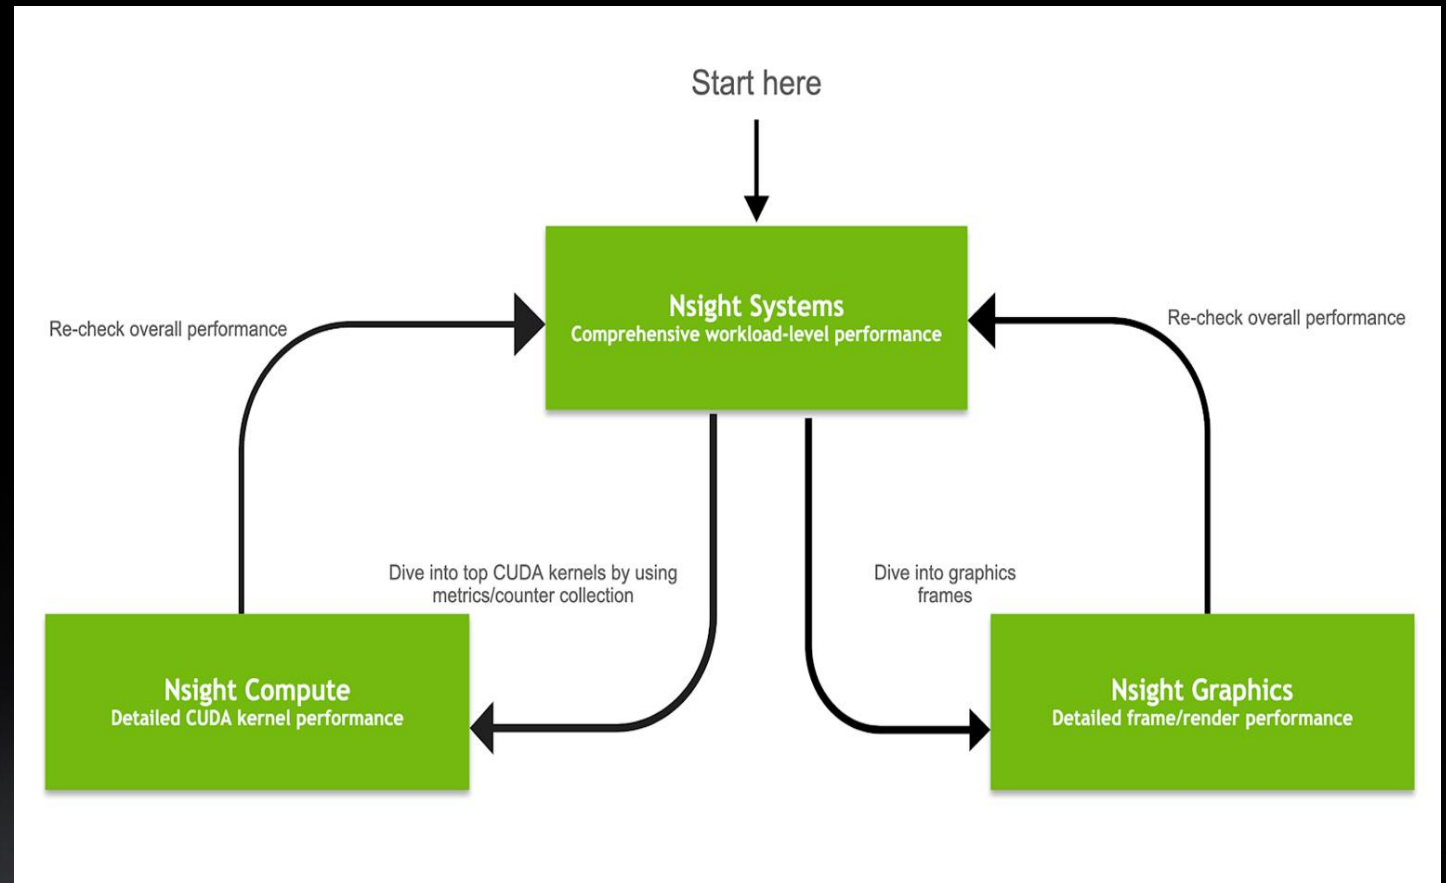 Start here
Nsight Systems
Comprehensive workload-level performance
Re-check overall performance
Re-check overall performance
Dive into top CUDA kernels by using
metrics/counter collection
Dive into graphics
frames
Nsight Compute
Detailed CUDA kernel performance
Nsight Graphics
Detailed frame/render performance